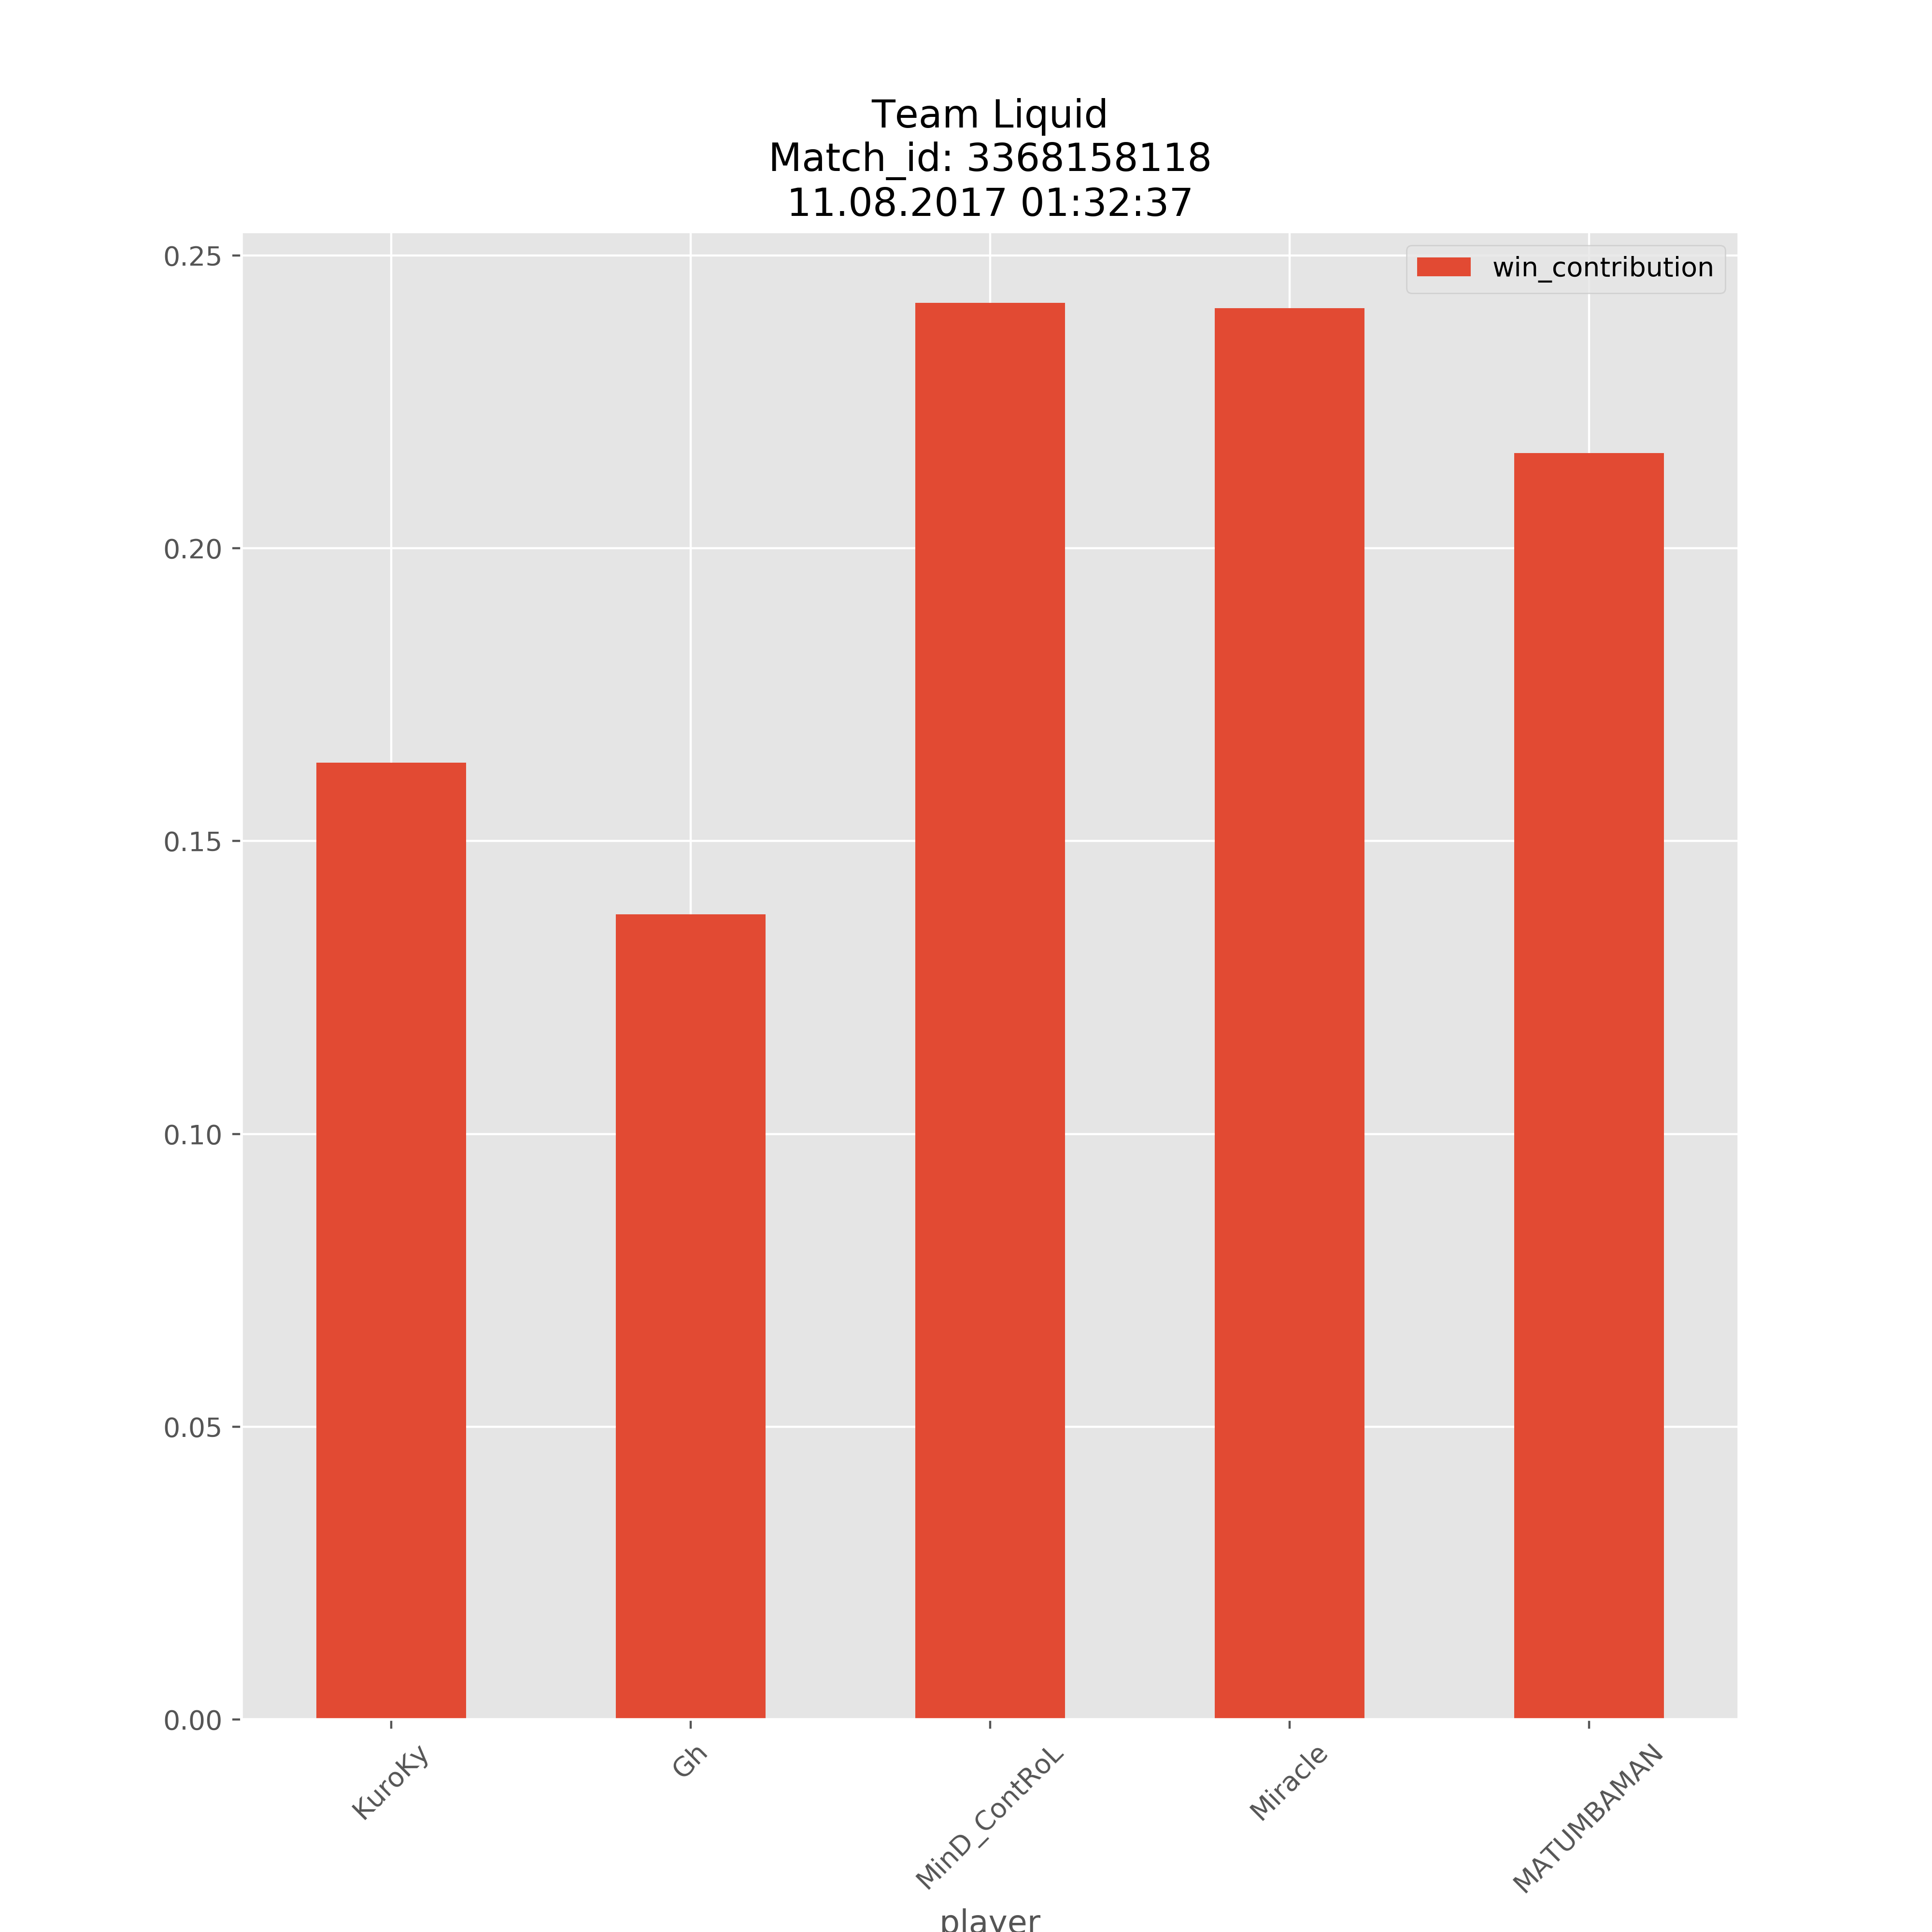 Team Liquid
Match_id: 3368158118
11.08.2017 01:32:37
win_contribution
0.25
0.20
0.15
0.10
0.05
0.00
KuroKy
Gh
MinD_ContRoL
Miracle
MATUMBAMAN
player